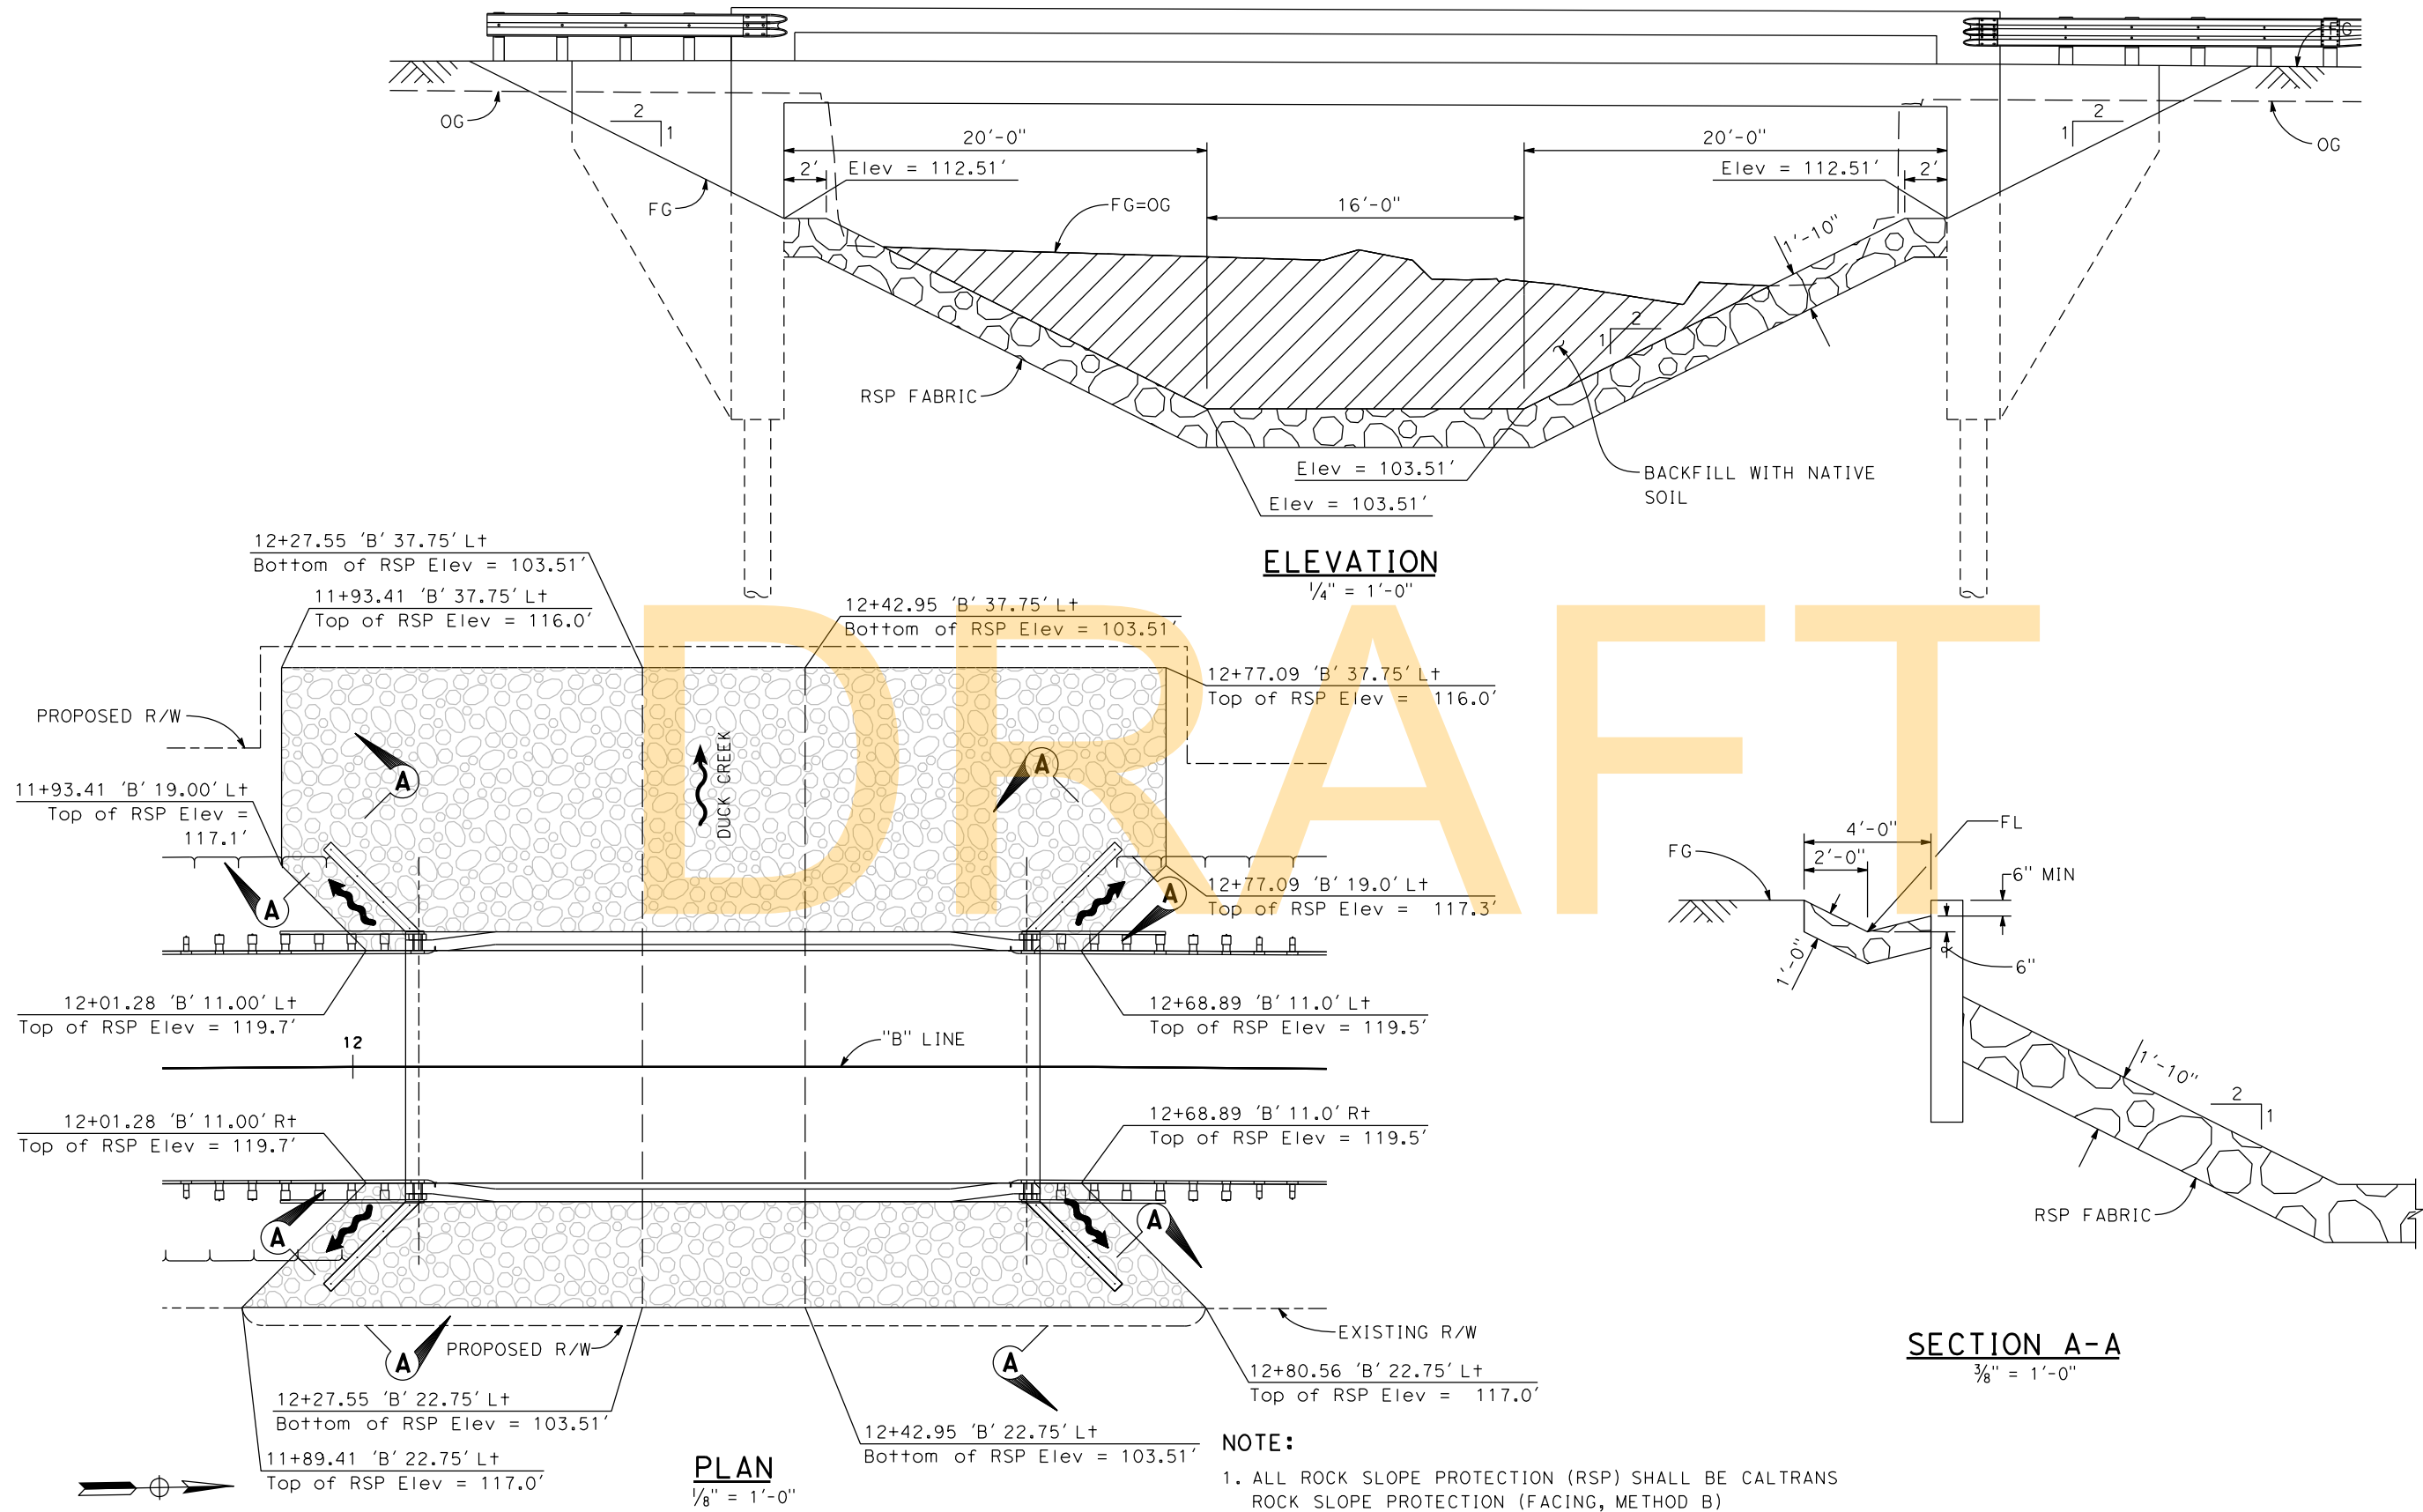 FG
OG
2
1
20'-0"
20'-0"
2
1
OG
2'
Elev = 112.51'
Elev = 112.51'
2'
FG
FG=OG
16'-0"
1'-10"
2
1
RSP FABRIC
Elev = 103.51'
Elev = 103.51'
BACKFILL WITH NATIVE
SOIL
ELEVATION
1/4" = 1'-0"
12+27.55 'B' 37.75' Lt
Bottom of RSP Elev = 103.51'
11+93.41 'B' 37.75' Lt
Top of RSP Elev = 116.0'
12+42.95 'B' 37.75' Lt
Bottom of RSP Elev = 103.51'
12+77.09 'B' 37.75' Lt
Top of RSP Elev = 116.0'
PROPOSED R/W
DUCK CREEK
A
A
11+93.41 'B' 19.00' Lt
Top of RSP Elev =
117.1'
A
A
12+77.09 'B' 19.0' Lt
Top of RSP Elev = 117.3'
12+01.28 'B' 11.00' Lt
Top of RSP Elev = 119.7'
12+68.89 'B' 11.0' Lt
Top of RSP Elev = 119.5'
12
"B" LINE
12+01.28 'B' 11.00' Rt
Top of RSP Elev = 119.7'
12+68.89 'B' 11.0' Rt
Top of RSP Elev = 119.5'
A
A
PROPOSED R/W
A
A
EXISTING R/W
12+80.56 'B' 22.75' Lt
Top of RSP Elev = 117.0'
12+27.55 'B' 22.75' Lt
Bottom of RSP Elev = 103.51'
12+42.95 'B' 22.75' Lt
Bottom of RSP Elev = 103.51'
11+89.41 'B' 22.75' Lt
Top of RSP Elev = 117.0'
PLAN
1/8" = 1'-0"
DRAFT
4'-0"
FL
FG
2'-0"
6" MIN
1'-0"
6"
1'-10"
2
1
RSP FABRIC
SECTION A-A
3/8" = 1'-0"
NOTE:
1. ALL ROCK SLOPE PROTECTION (RSP) SHALL BE CALTRANS
ROCK SLOPE PROTECTION (FACING, METHOD B)